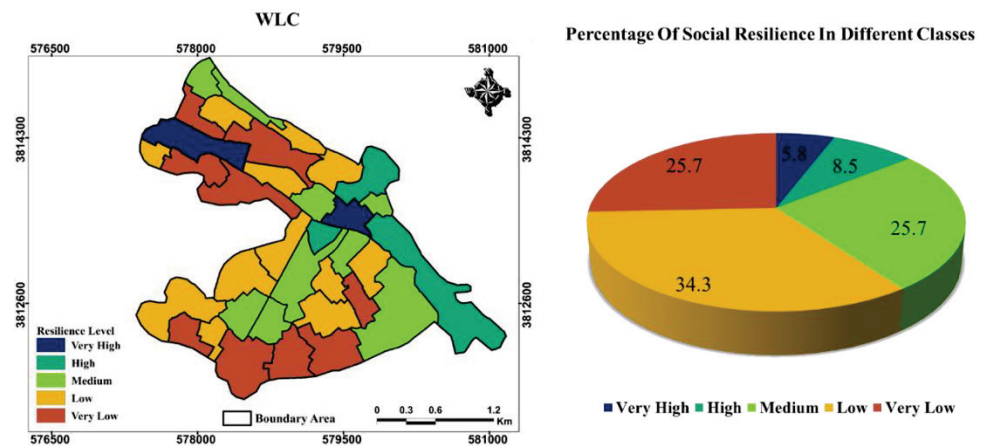 WLC
576500 578000 579500 581000
3814300 3814300
3812600 3812600
Resilience Level
Very High
High
Medium
Low
Very Low
Boundary Area
0 0.3 0.6 1.2
Km
576500 578000 579500 581000
Percentage Of Social Resilience In Different Classes
5.8
8.5
25.7
25.7
34.3
Very High High Medium Low Very Low